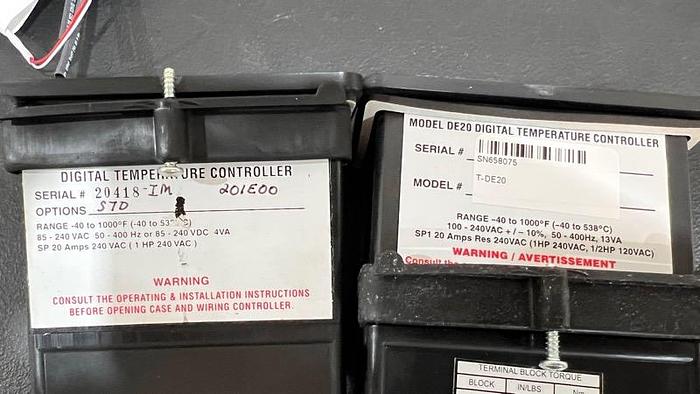 DIGITAL TEMPERATURE CONTROLLER
SERIAL # 20418-IM 201E00
OPTIONS STD
RANGE -40 to 1000°F (-40 to 538°C)
85 - 240 VAC 50 - 400 Hz or 85 - 240 VDC 4VA
SP 20 Amps 240 VAC ( 1 HP 240 VAC )
WARNING
CONSULT THE OPERATING & INSTALLATION INSTRUCTIONS
BEFORE OPENING CASE AND WIRING CONTROLLER.
MODEL DE20 DIGITAL TEMPERATURE CONTROLLER
SERIAL #
SN658075
MODEL # T-DE20
RANGE -40 to 1000°F (-40 to 538°C)
100 - 240VAC + / - 10%, 50 - 400Hz, 13VA
SP1 20 Amps Res 240VAC (1HP 240VAC, 1/2HP 120VAC)
WARNING / AVERTISSEMENT
Consult the
TERMINAL BLOCK TORQUE
BLOCK IN/LBS Nm